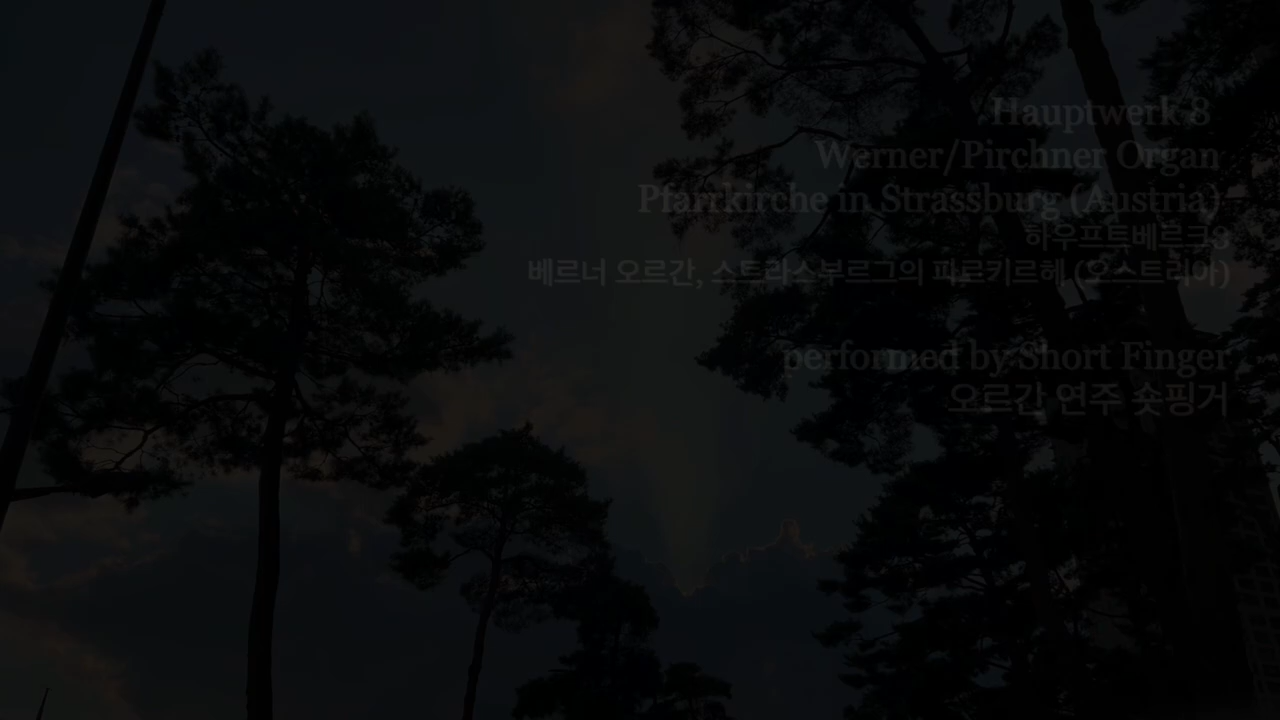 Hauptwerk 8
Werner/Pirchner Organ
Pfarrkirche in Strassburg (Austria)
하우프트베르크8
베르너 오르간, 스트라스부르그의 파르키르헤 (오스트리아)
performed by Short Finger
오르간 연주 숏핑거